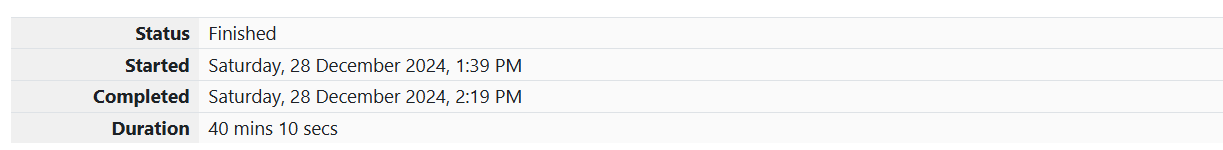 Status Finished
Started Saturday, 28 December 2024, 1:39 PM
Completed Saturday, 28 December 2024, 2:19 PM
Duration 40 mins 10 secs